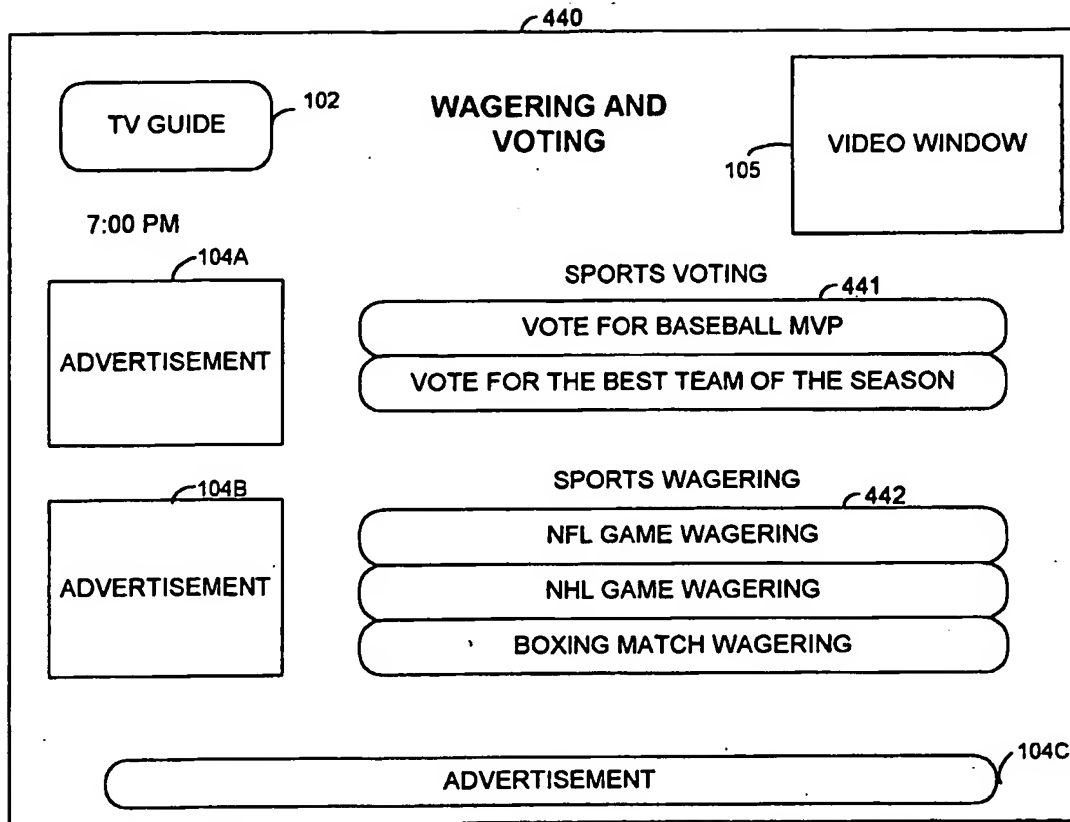 440
TV GUIDE
102
WAGERING AND
VOTING
105
VIDEO WINDOW
7:00 PM
104A
ADVERTISEMENT
SPORTS VOTING
441
VOTE FOR BASEBALL MVP
VOTE FOR THE BEST TEAM OF THE SEASON
104B
ADVERTISEMENT
SPORTS WAGERING
442
NFL GAME WAGERING
NHL GAME WAGERING
BOXING MATCH WAGERING
ADVERTISEMENT
104C